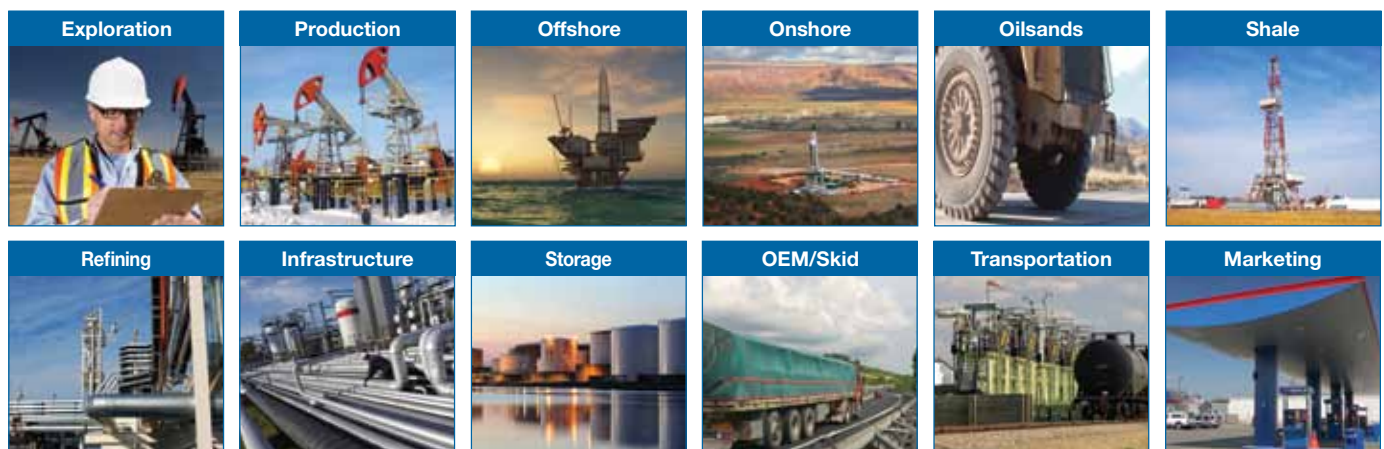 Exploration
Production
Offshore
Onshore
Oilsands
Shale
Refining
Infrastructure
Storage
OEM/Skid
Transportation
Marketing